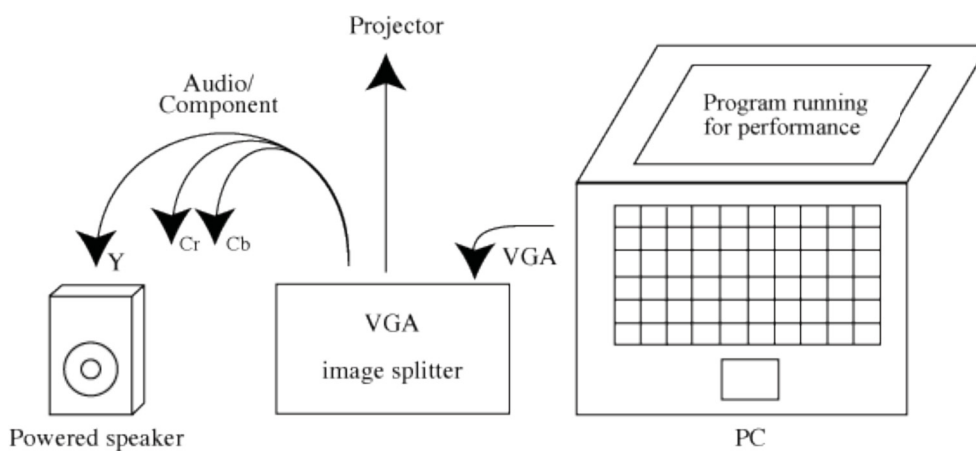 Projector
Audio/
Component
Program running
for performance
Cr
Cb
Y
VGA
VGA
image splitter
Powered speaker
PC